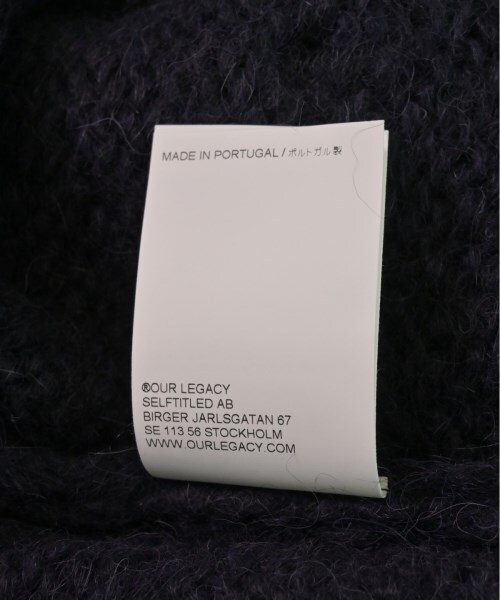 MADE IN PORTUGAL / ポルトガル製
®OUR LEGACY
SELFTITLED AB
BIRGER JARLSGATAN 67
SE 113 56 STOCKHOLM
WWW.OURLEGACY.COM